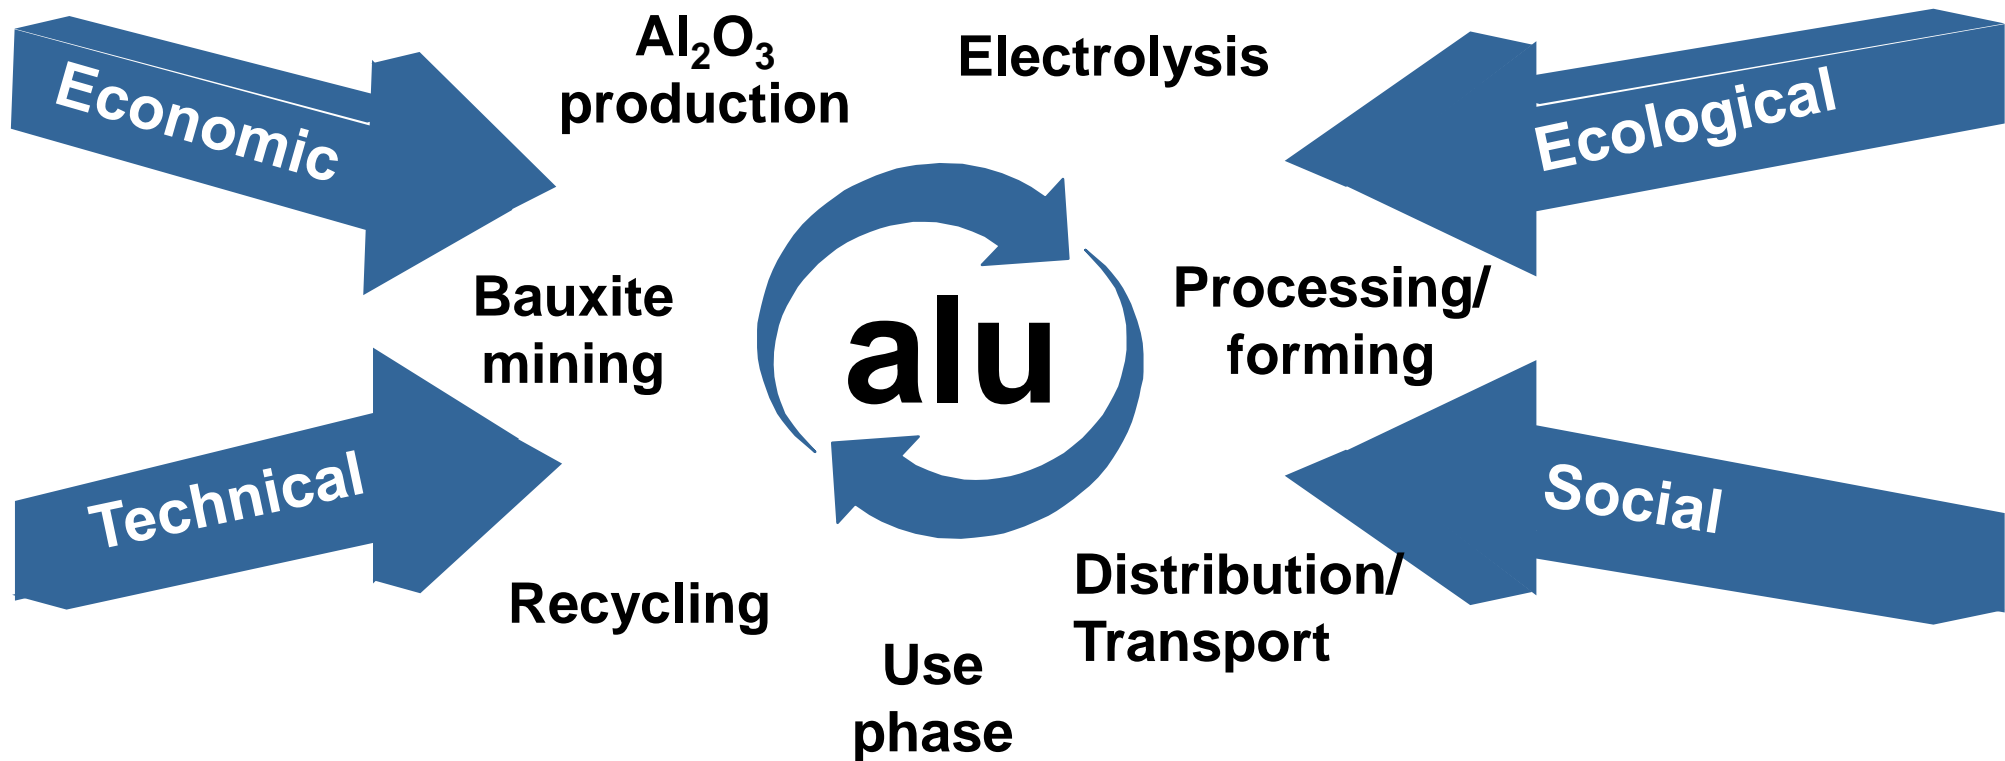 Economic
Al₂O₃
production
Electrolysis
Ecological
Bauxite
mining
alu
Processing/
forming
Technical
Social
Recycling
Distribution/
Transport
Use
phase